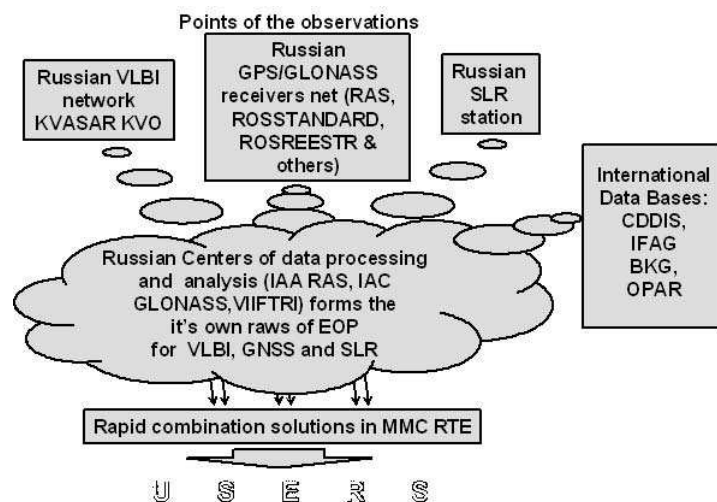 Points of the observations
Russian VLBI
network
KVASAR KVO
Russian
GPS/GLONASS
receivers net (RAS,
ROSSTANDARD,
ROSREESTR &
others)
Russian
SLR
station
International
Data Bases:
CDDIS,
IFAG
BKG,
OPAR
Russian Centers of data processing
and analysis (IAA RAS, IAC
GLONASS,VIIFTRI) forms the
it's own raws of EOP
for VLBI, GNSS and SLR
Rapid combination solutions in MMC RTE
U S E R S